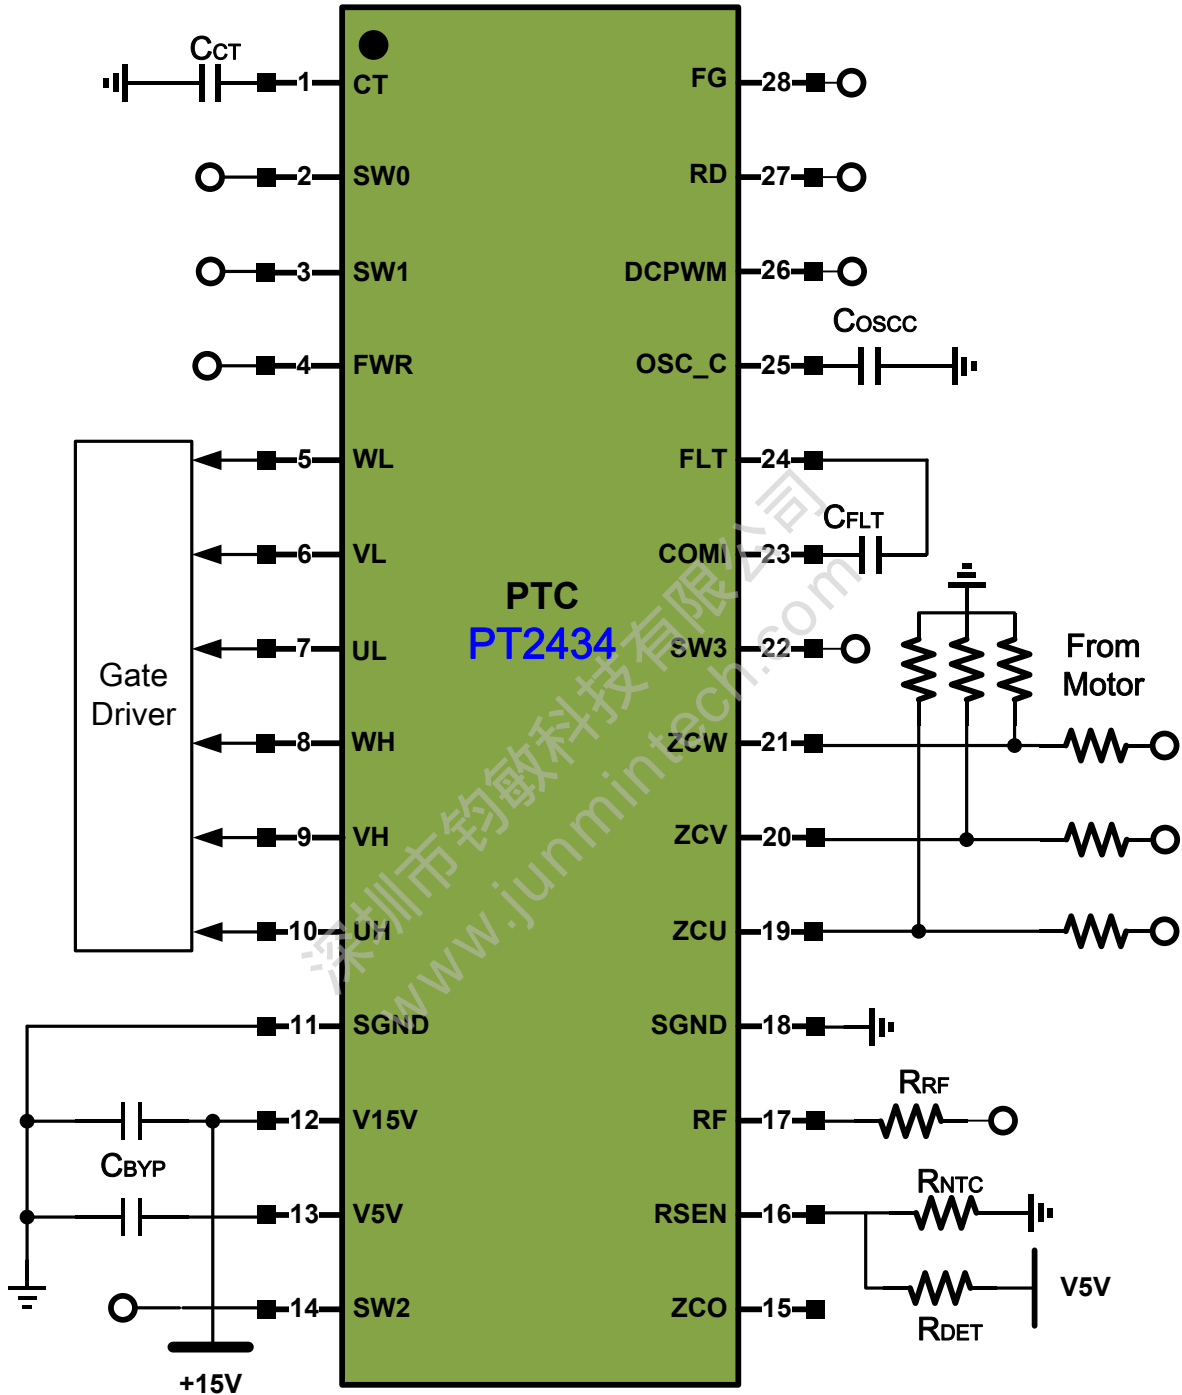 CCT
1
CT
FG
28
2
SW0
RD
27
3
SW1
DCPWM
26
COSCC
4
FWR
OSC_C
25
5
WL
FLT
24
CFLT
6
VL
COMI
23
PTC
PT2434
7
UL
SW3
22
From
Motor
Gate
Driver
8
WH
ZCW
21
9
VH
ZCV
20
10
UH
ZCU
19
11
SGND
SGND
18
RRF
12
V15V
RF
17
CBYP
RNTC
13
V5V
RSEN
16
V5V
14
SW2
ZCO
15
RDET
+15V
深圳市钧敏科技有限公司
www.junmintech.com